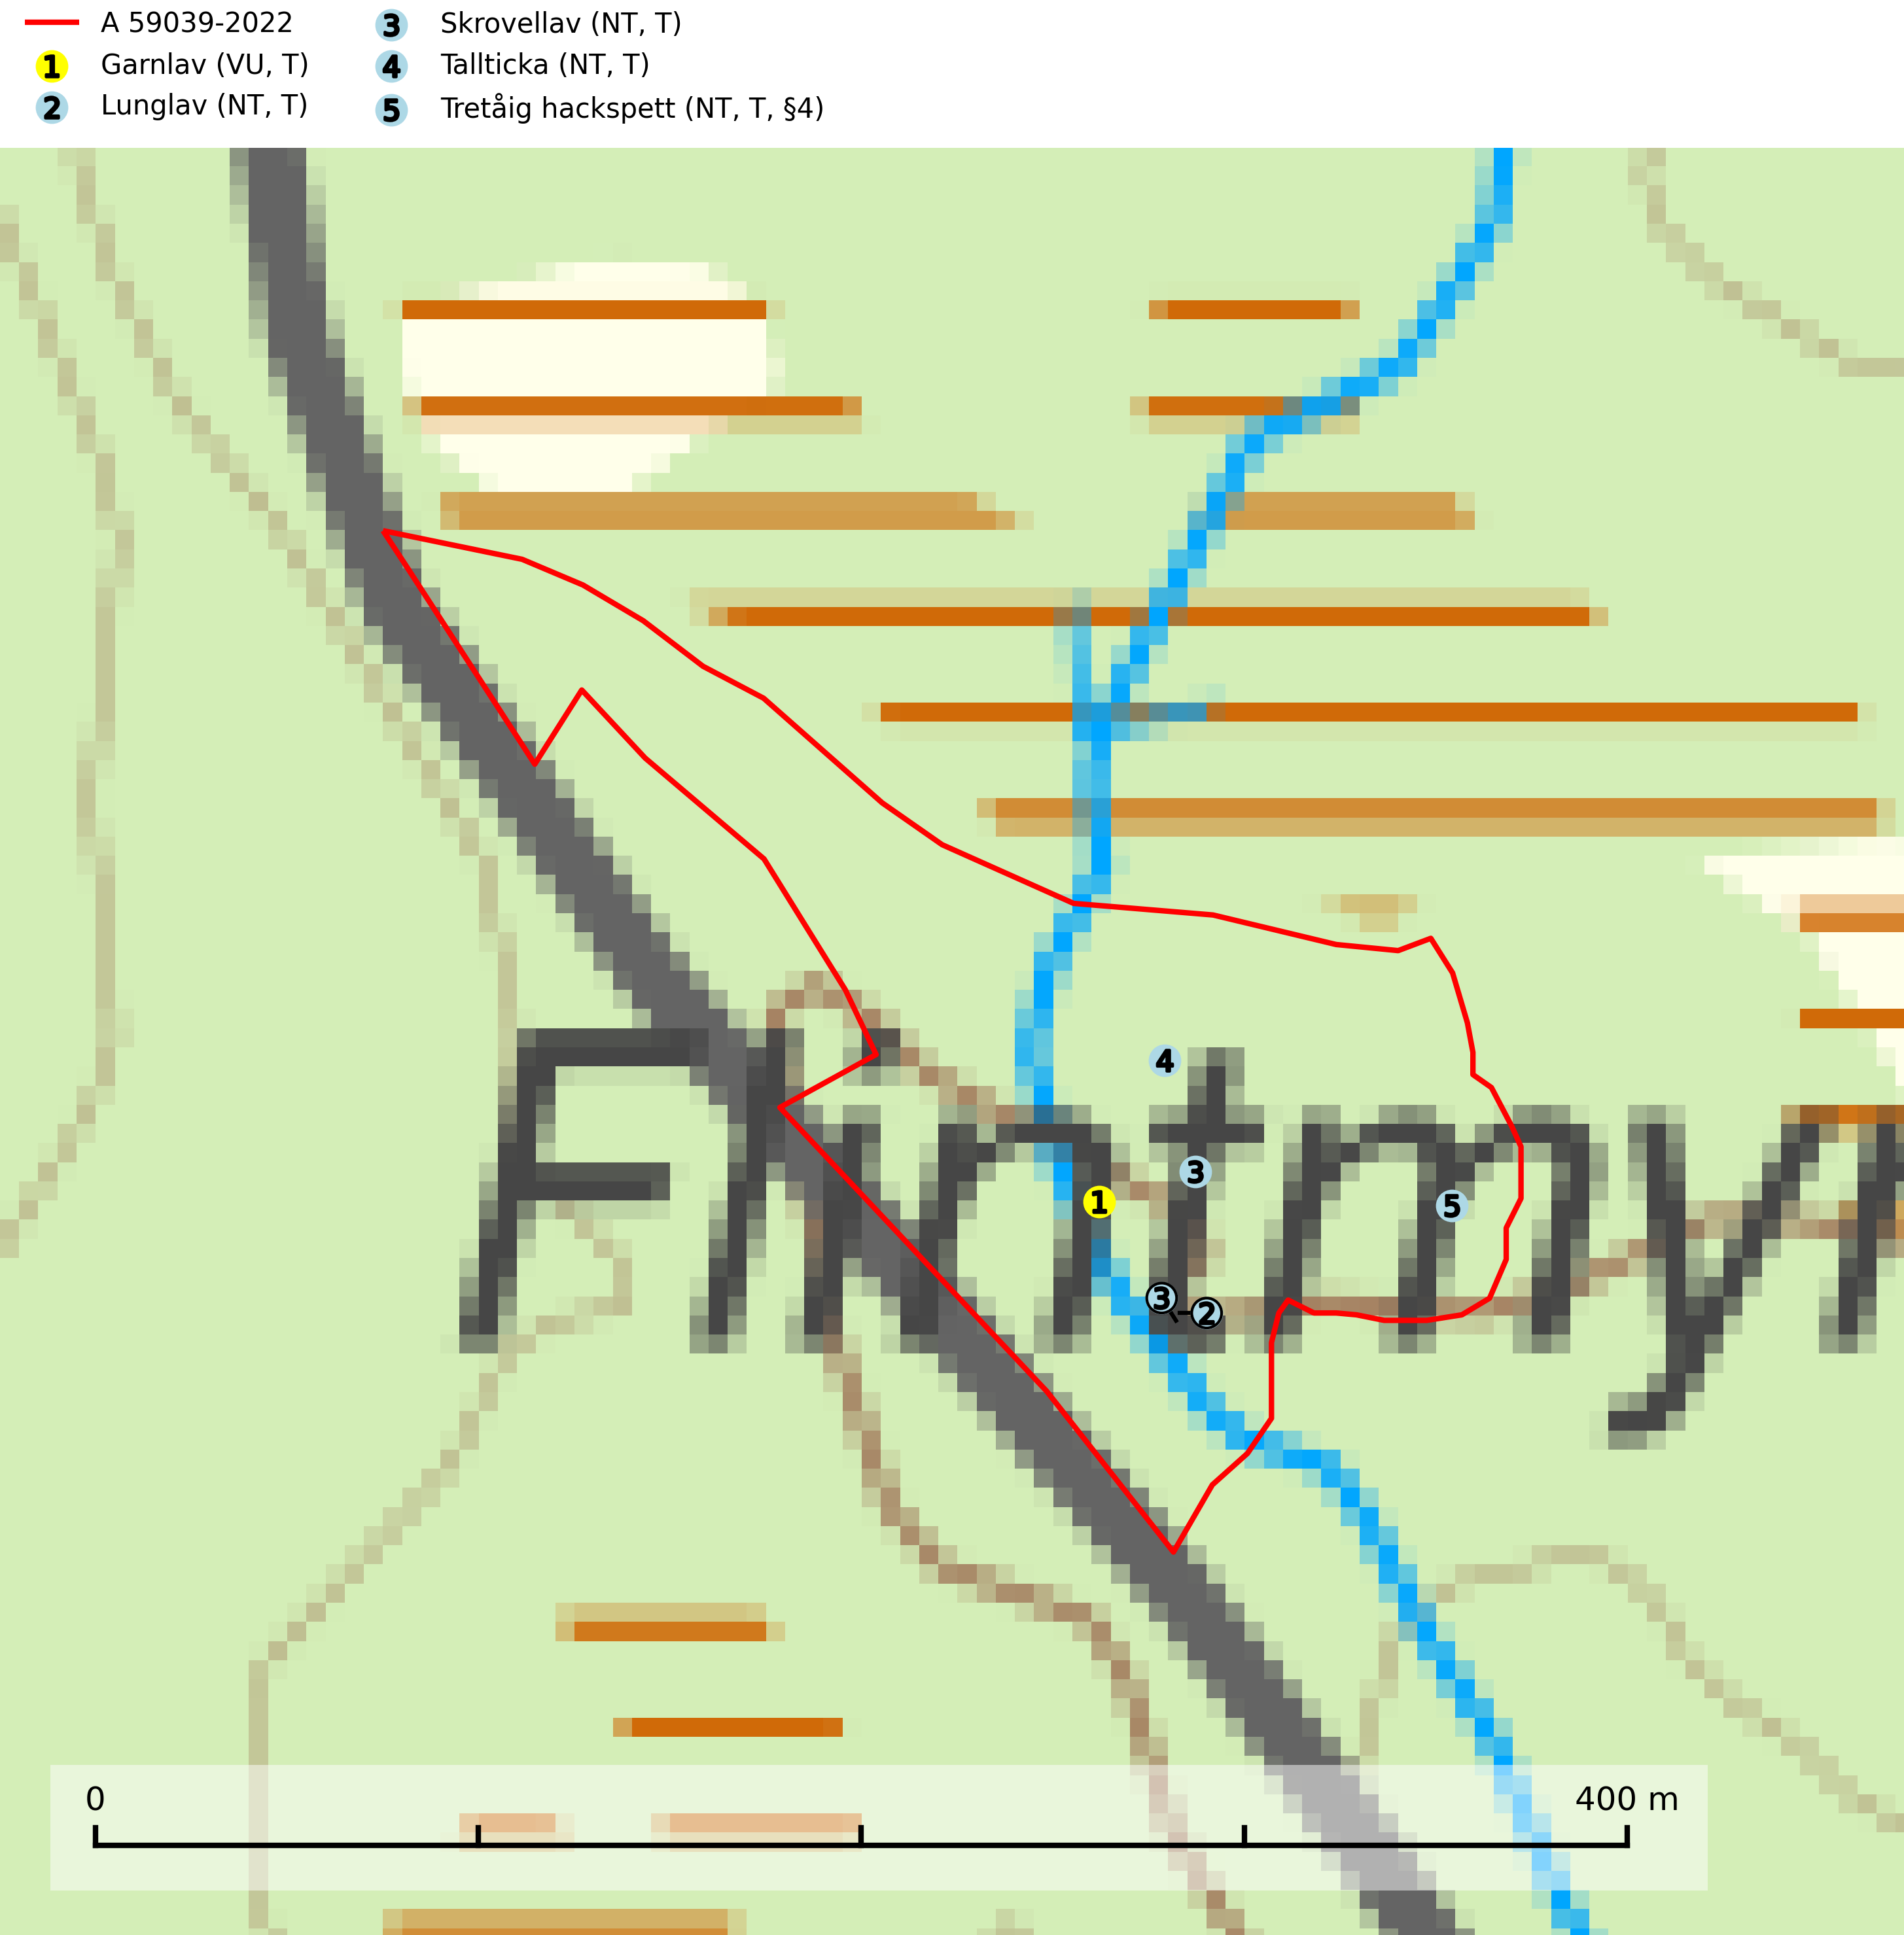 A 59039-2022
1 Garnlav (VU, T)
2 Lunglav (NT, T)
3 Skrovellav (NT, T)
4 Tallticka (NT, T)
5 Tretåig hackspett (NT, T, §4)
4
3
1
5
3
2
0
400 m